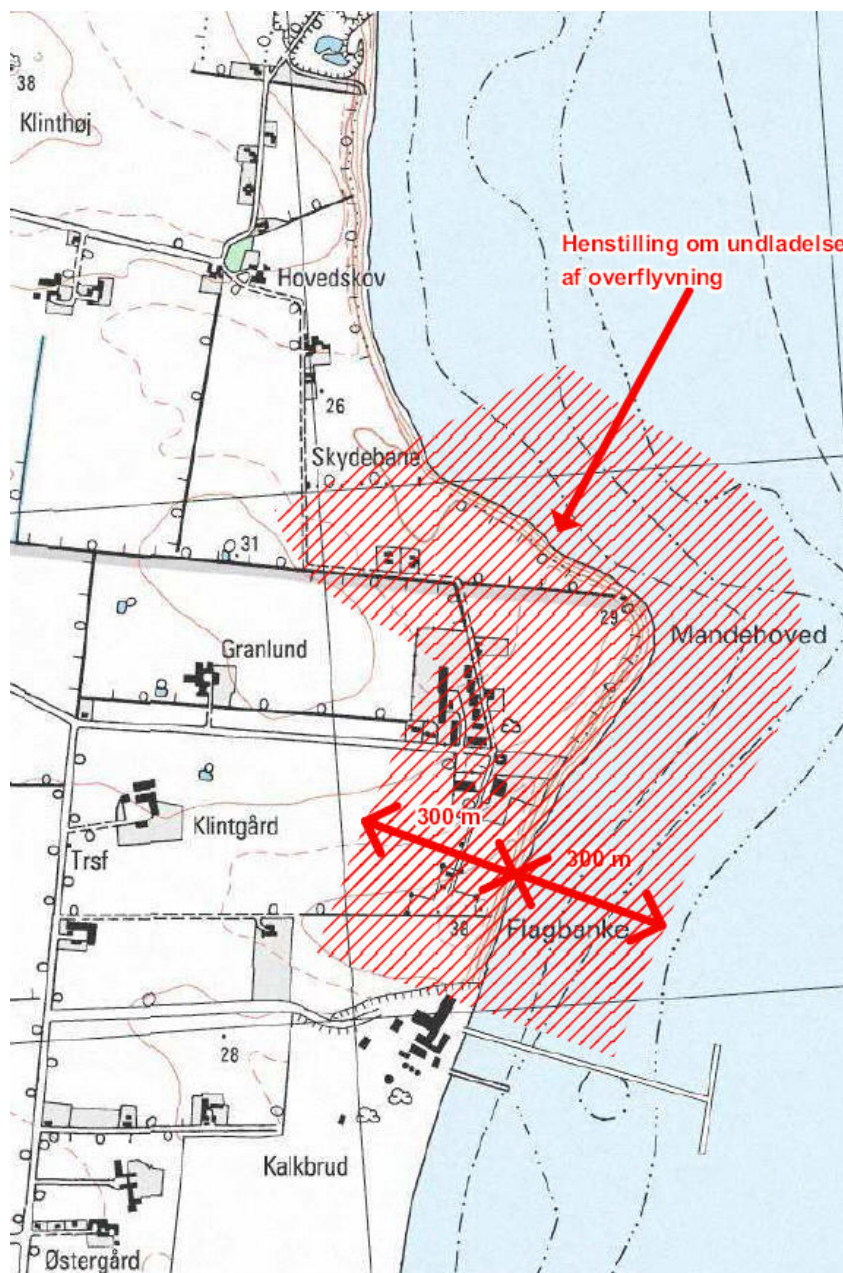 38
Klinthøj
Henstilling om undladelse
af overflyvning
Hovedskov
26
Skydebane
31
29
Mandehoved
Granlund
300 m
Klintgård
300 m
Trsf
38
Flagbanke
28
Kalkbrud
Østergård